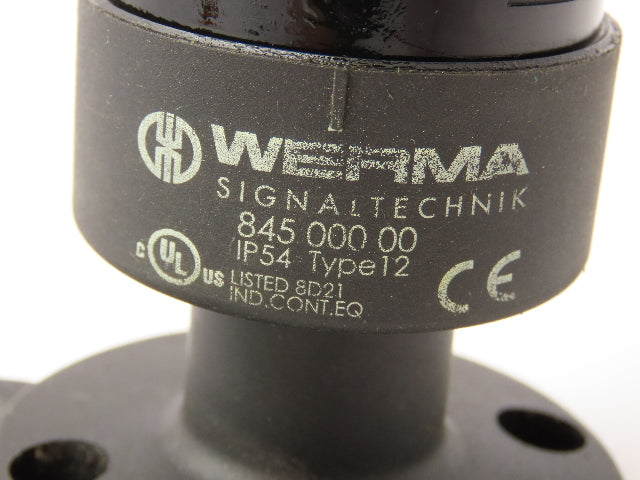 WERMA
SIGNALTECHNIK
845 000 00
IP54 Type12
C UL US LISTED 8D21
IND.CONT.EQ
CE